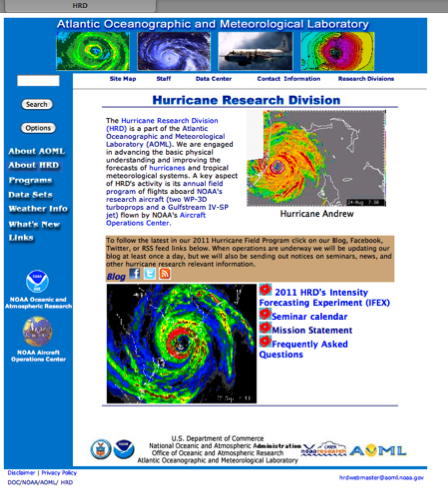 HRD
Atlantic Oceanographic and Meteorological Laboratory
Site Map Staff Data Center Contact Information Research Divisions
Search
Options
About AOML
About HRD
Programs
Data Sets
Weather Info
What's New
Links
NOAA Oceanic and
Atmospheric Research
NOAA Aircraft
Operations Center
Hurricane Research Division
The Hurricane Research Division
(HRD) is a part of the Atlantic
Oceanographic and Meteorological
Laboratory (AOML). We are engaged
in advancing the basic physical
understanding and improving the
forecasts of hurricanes and tropical
meteorological systems. A key aspect
of HRD's activity is its annual field
program of flights aboard NOAA's
research aircraft (two WP-3D
turboprops and a Gulfstream IV-SP
jet) flown by NOAA's Aircraft
Operations Center.
Hurricane Andrew
To follow the latest in our 2011 Hurricane Field Program click on our Blog, Facebook,
Twitter, or RSS feed links below. When operations are underway we will be updating our
blog at least once a day, but we will also be sending out notices on seminars, news, and
other hurricane research relevant information.
Blog
2011 HRD's Intensity
Forecasting Experiment (IFEX)
Seminar calendar
Mission Statement
Frequently Asked
Questions
U.S. Department of Commerce
National Oceanic and Atmospheric Administration
Office of Oceanic and Atmospheric Research
Atlantic Oceanographic and Meteorological Laboratory
AOML
Disclaimer | Privacy Policy
DOC/NOAA/AOML/ HRD
hrdwebmaster@aoml.noaa.gov